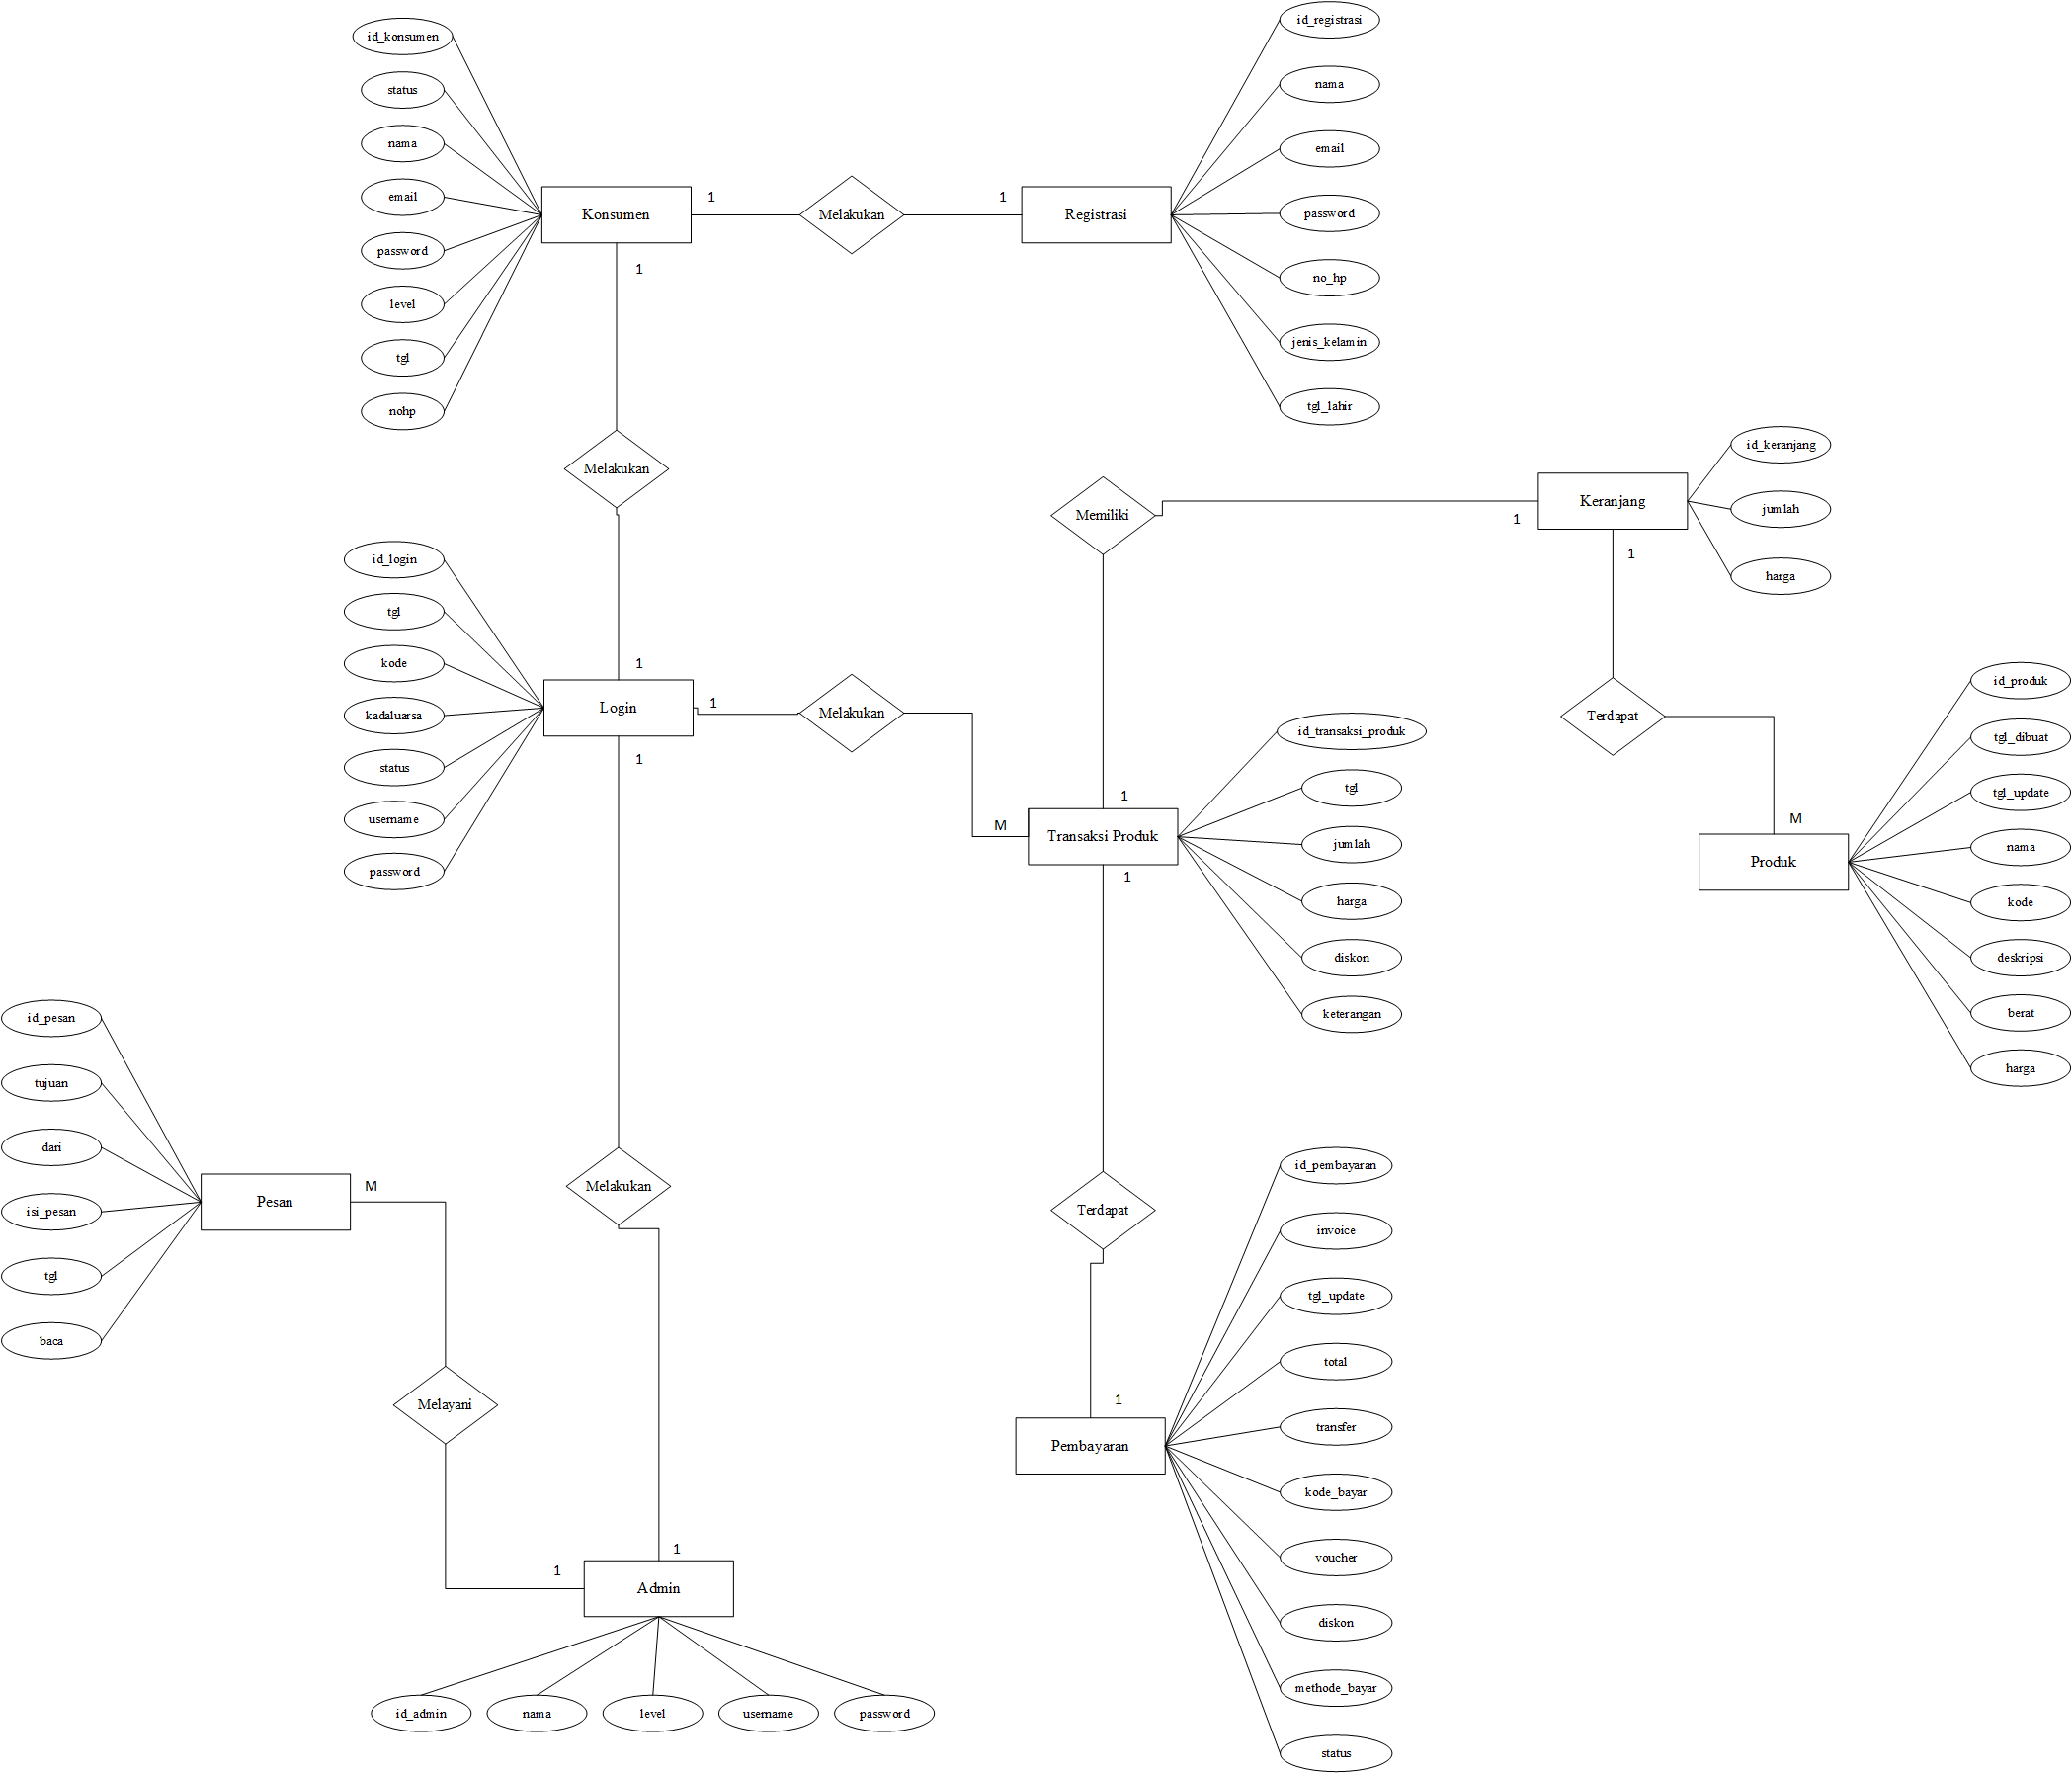 id_konsumen
status
nama
email
password
level
tgl
nohp
Konsumen
1
Melakukan
1
Registrasi
id_registrasi
nama
email
password
no_hp
jenis_kelamin
tgl_lahir
1
Melakukan
1
id_login
tgl
kode
kadaluarsa
status
username
password
Login
1
Melakukan
M
Transaksi Produk
1
Memiliki
1
Keranjang
id_keranjang
jumlah
harga
1
Terdapat
M
Produk
id_produk
tgl_dibuat
tgl_update
nama
kode
deskripsi
berat
harga
id_transaksi_produk
tgl
jumlah
harga
diskon
keterangan
1
Terdapat
1
Pembayaran
id_pembayaran
invoice
tgl_update
total
transfer
kode_bayar
voucher
diskon
methode_bayar
status
1
Melakukan
1
Admin
id_admin
nama
level
username
password
1
Melayani
M
Pesan
id_pesan
tujuan
dari
isi_pesan
tgl
baca